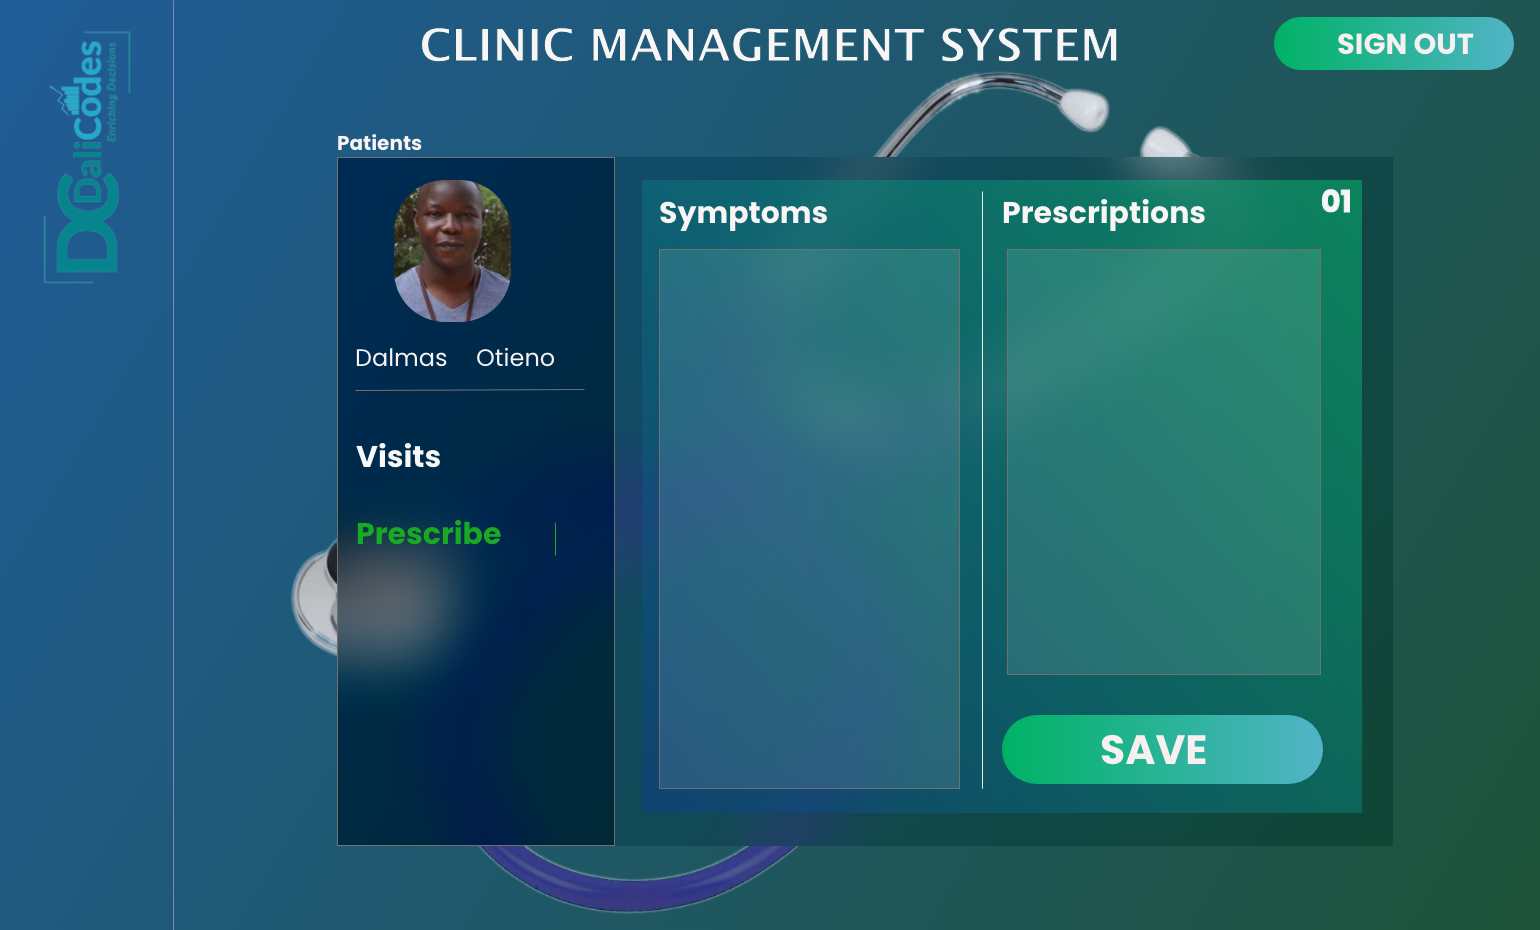 CLINIC MANAGEMENT SYSTEM
SIGN OUT
DC DaliCodes
Enriching Decisions
Patients
Dalmas Otieno
Visits
Prescribe
Symptoms
Prescriptions
01
SAVE